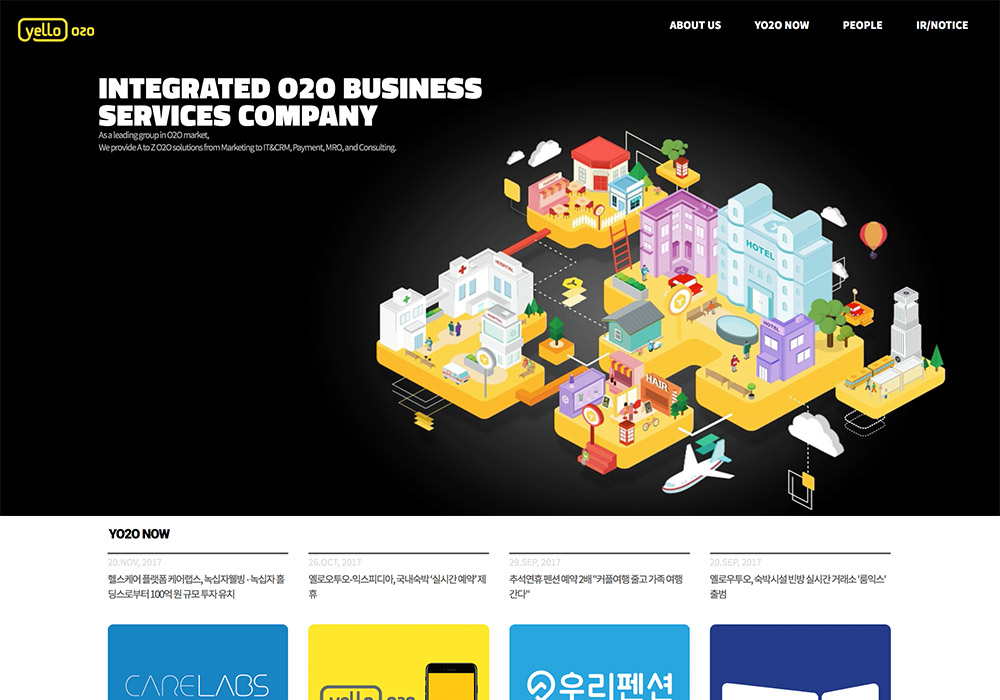 yello O2O
ABOUT US
YO2O NOW
PEOPLE
IR/NOTICE
INTEGRATED O2O BUSINESS
SERVICES COMPANY
As a leading group in O2O market,
We provide A to Z O2O solutions from Marketing to IT&CRM, Payment, MRO, and Consulting.
HOSPITAL
HOTEL
HOTEL
HAIR
YO2O NOW
20.NOV, 2017
헬스케어 플랫폼 케어랩스, 녹십자웰빙 · 녹십자 홀
딩스로부터 100억 원 규모 투자 유치
26.OCT, 2017
옐로오투오-익스피디아, 국내숙박 '실시간 예약' 제
휴
29.SEP, 2017
추석연휴 펜션 예약 2배 "커플여행 줄고 가족 여행
간다"
20.SEP, 2017
옐로우투오, 숙박시설 빈방 실시간 거래소 '룸익스'
출범
CARELABS
yello O2O
우리펜션